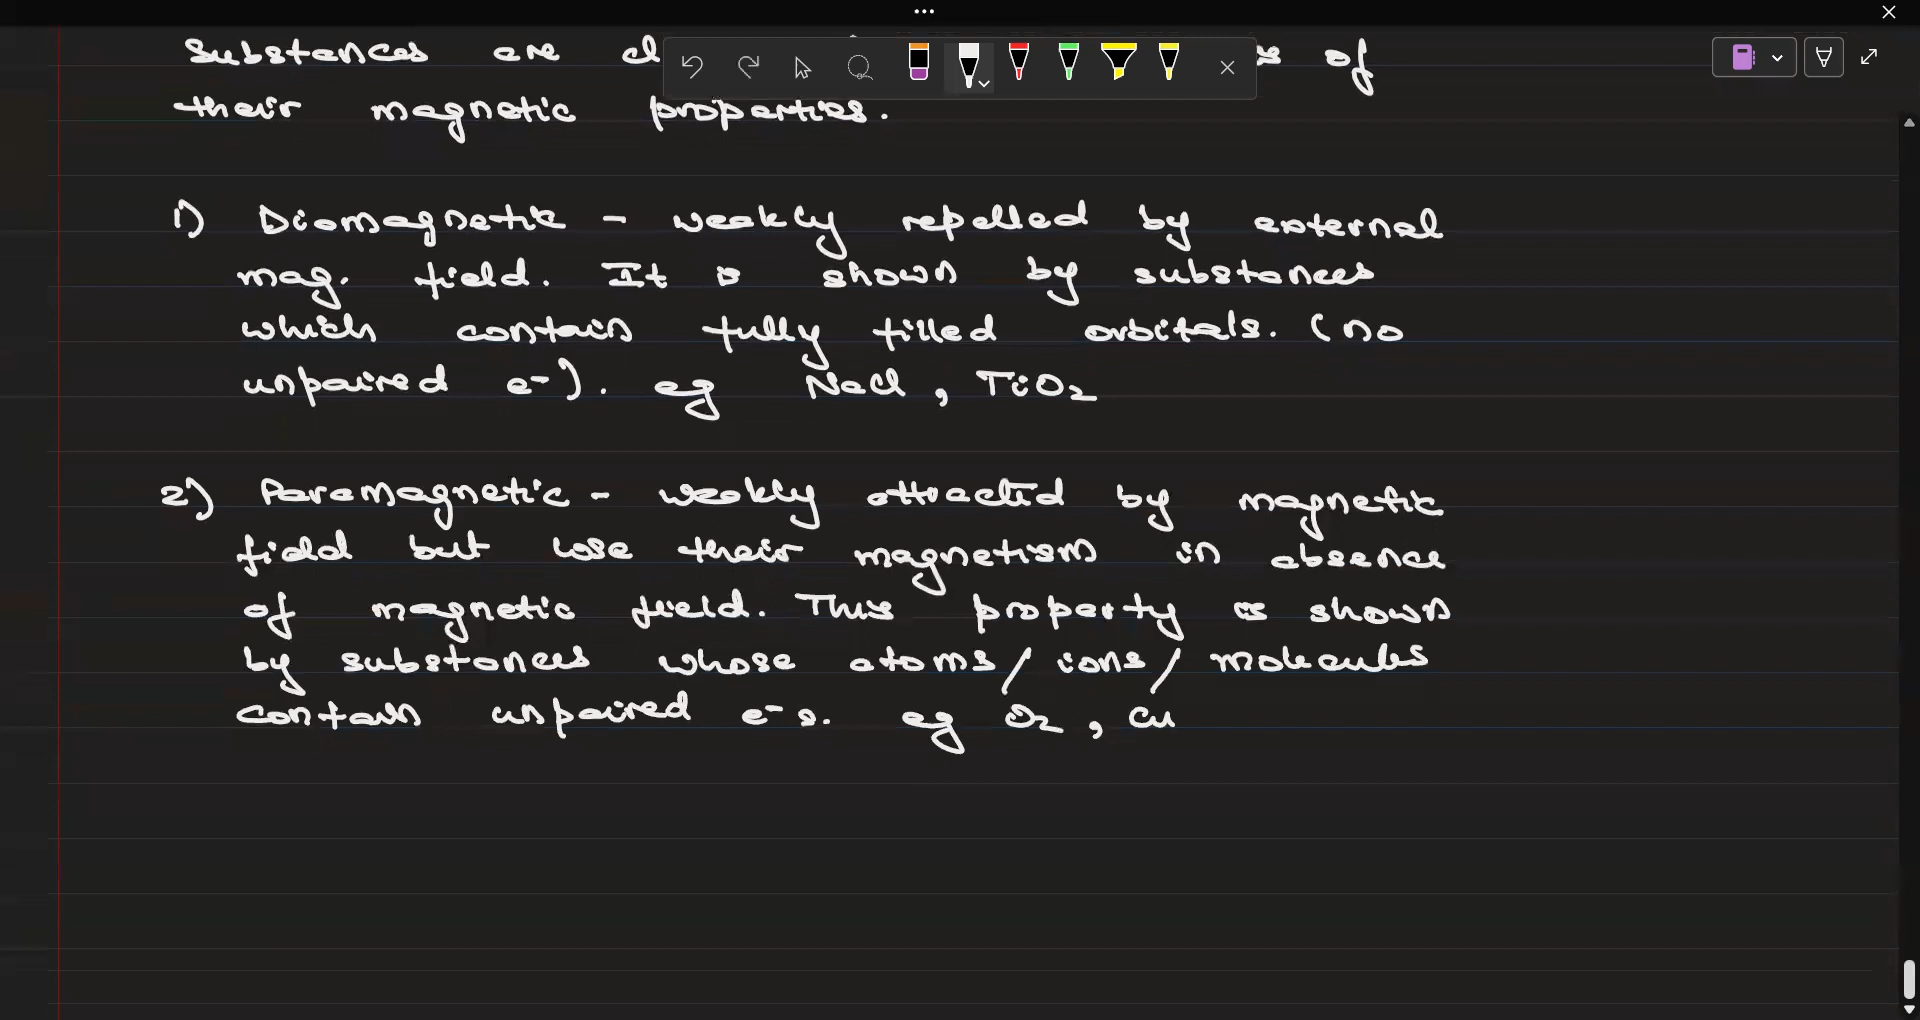 substances are cl s of
their magnetic properties.
1) Diamagnetic - weakly repelled by external
mag. field. It is shown by substances
which contain fully filled orbitals. (no
unpaired e-). eg NaCl, TiO2
2) Paramagnetic - weakly attracted by magnetic
field but lose their magnetism in absence
of magnetic field. This property is shown
by substances whose atoms/ions/molecules
contain unpaired e-s. eg O2, Cu